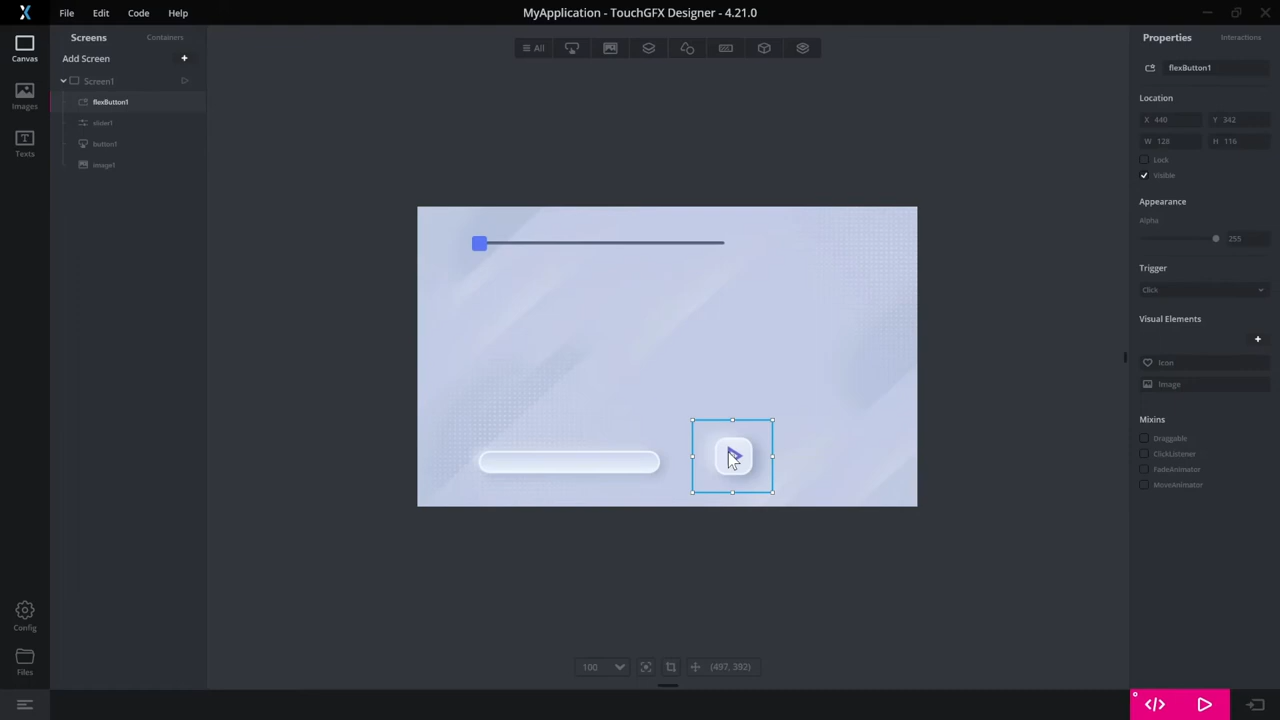 File Edit Code Help
MyApplication - TouchGFX Designer - 4.21.0
Canvas
Images
Texts
Config
Files
Screens Containers
Add Screen +
Screen1
flexButton1
slider1
button1
image1
All
100
(497, 392)
Properties Interactions
flexButton1
Location
X 440 Y 342
W 128 H 116
Lock
Visible
Appearance
Alpha
255
Trigger
Click
Visual Elements
+
Icon
Image
Mixins
Draggable
ClickListener
FadeAnimator
MoveAnimator